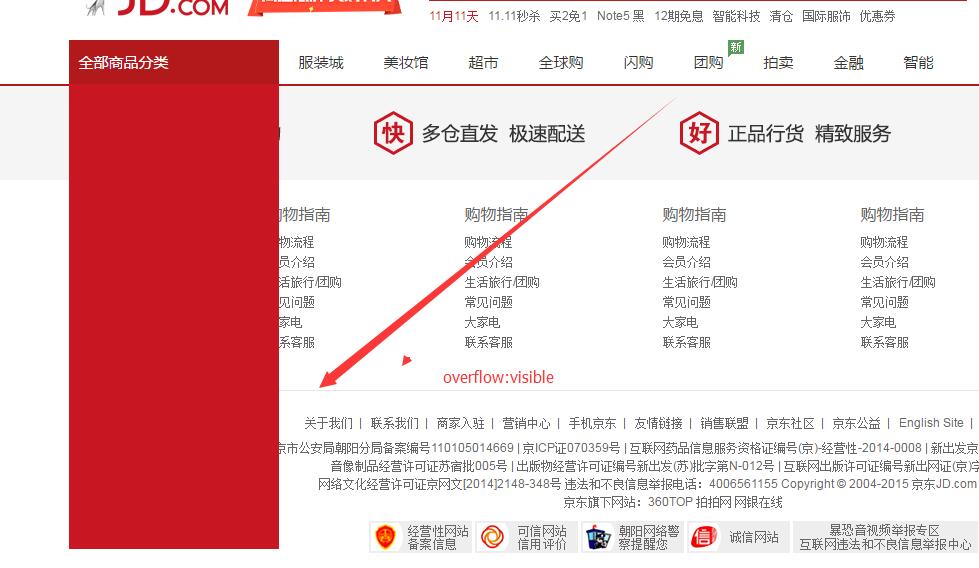 JD.COM
11月11天 11.11秒杀 买2免1 Note5 黑 12期免息 智能科技 清仓 国际服饰 优惠券
全部商品分类 服装城 美妆馆 超市 全球购 闪购 团购 新 拍卖 金融 智能
快 多仓直发 极速配送 好 正品行货 精致服务
物指南 购物指南 购物指南 购物指南
物流程 购物流程 购物流程 购物流程
员介绍 会员介绍 会员介绍 会员介绍
活旅行/团购 生活旅行/团购 生活旅行/团购 生活旅行/团购
见问题 常见问题 常见问题 常见问题
家电 大家电 大家电 大家电
系客服 联系客服 联系客服 联系客服
overflow:visible
关于我们 | 联系我们 | 商家入驻 | 营销中心 | 手机京东 | 友情链接 | 销售联盟 | 京东社区 | 京东公益 | English Site |
京市公安局朝阳分局备案编号110105014669 | 京ICP证070359号 | 互联网药品信息服务资格证编号(京)-经营性-2014-0008 | 新出发京
音像制品经营许可证苏宿批005号 | 出版物经营许可证编号新出发(苏)批字第N-012号 | 互联网出版许可证编号新出网证(京)字
网络文化经营许可证京网文[2014]2148-348号 违法和不良信息举报电话：4006561155 Copyright © 2004-2015 京东JD.com
京东旗下网站：360TOP 拍拍网 网银在线
经营性网站 可信网站 朝阳网络警 诚信网站 暴恐音视频举报专区
备案信息 信用评价 察提醒您 互联网违法和不良信息举报中心